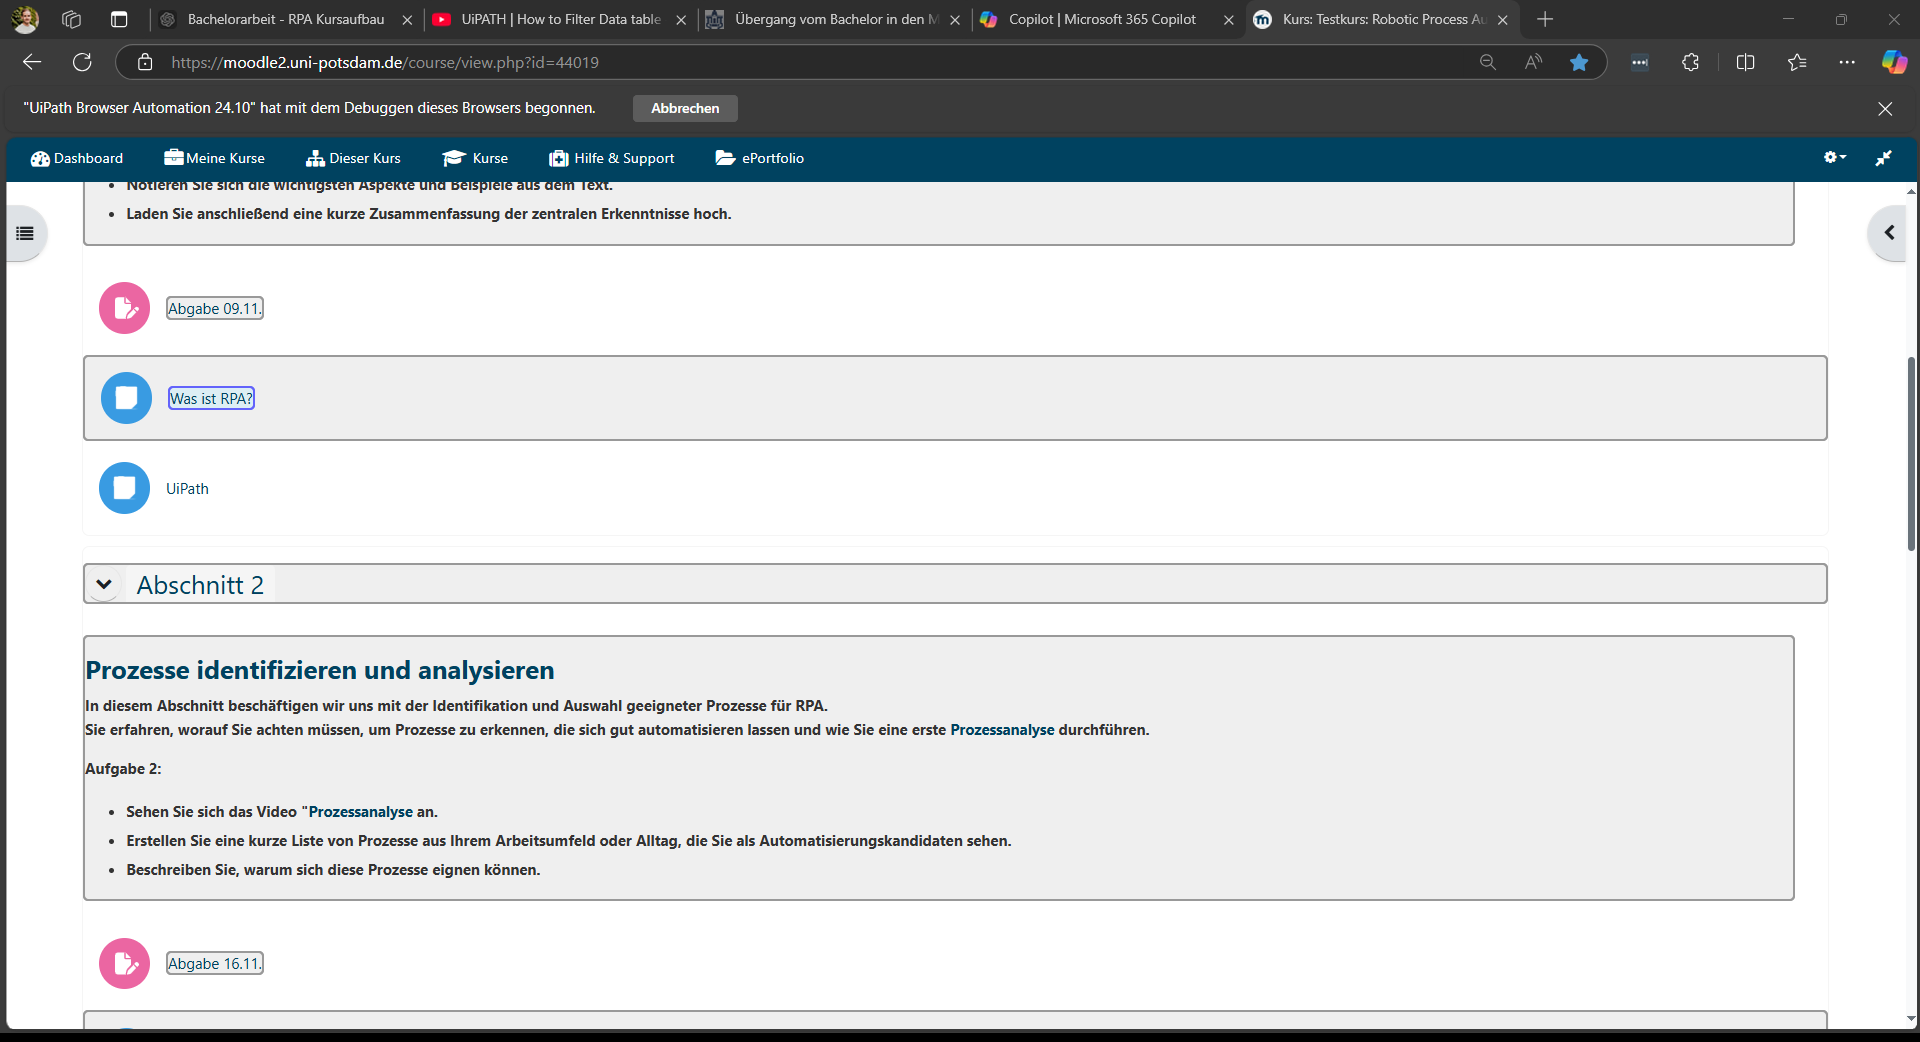 Bachelorarbeit - RPA Kursaufbau
UiPATH | How to Filter Data table
Übergang vom Bachelor in den M
Copilot | Microsoft 365 Copilot
Kurs: Testkurs: Robotic Process Au
https://moodle2.uni-potsdam.de/course/view.php?id=44019
"UiPath Browser Automation 24.10" hat mit dem Debuggen dieses Browsers begonnen.
Abbrechen
Dashboard
Meine Kurse
Dieser Kurs
Kurse
Hilfe & Support
ePortfolio
Notieren Sie sich die wichtigsten Aspekte und Beispiele aus dem Text.
Laden Sie anschließend eine kurze Zusammenfassung der zentralen Erkenntnisse hoch.
Abgabe 09.11.
Was ist RPA?
UiPath
Abschnitt 2
Prozesse identifizieren und analysieren
In diesem Abschnitt beschäftigen wir uns mit der Identifikation und Auswahl geeigneter Prozesse für RPA.
Sie erfahren, worauf Sie achten müssen, um Prozesse zu erkennen, die sich gut automatisieren lassen und wie Sie eine erste Prozessanalyse durchführen.
Aufgabe 2:
Sehen Sie sich das Video "Prozessanalyse an.
Erstellen Sie eine kurze Liste von Prozesse aus Ihrem Arbeitsumfeld oder Alltag, die Sie als Automatisierungskandidaten sehen.
Beschreiben Sie, warum sich diese Prozesse eignen können.
Abgabe 16.11.